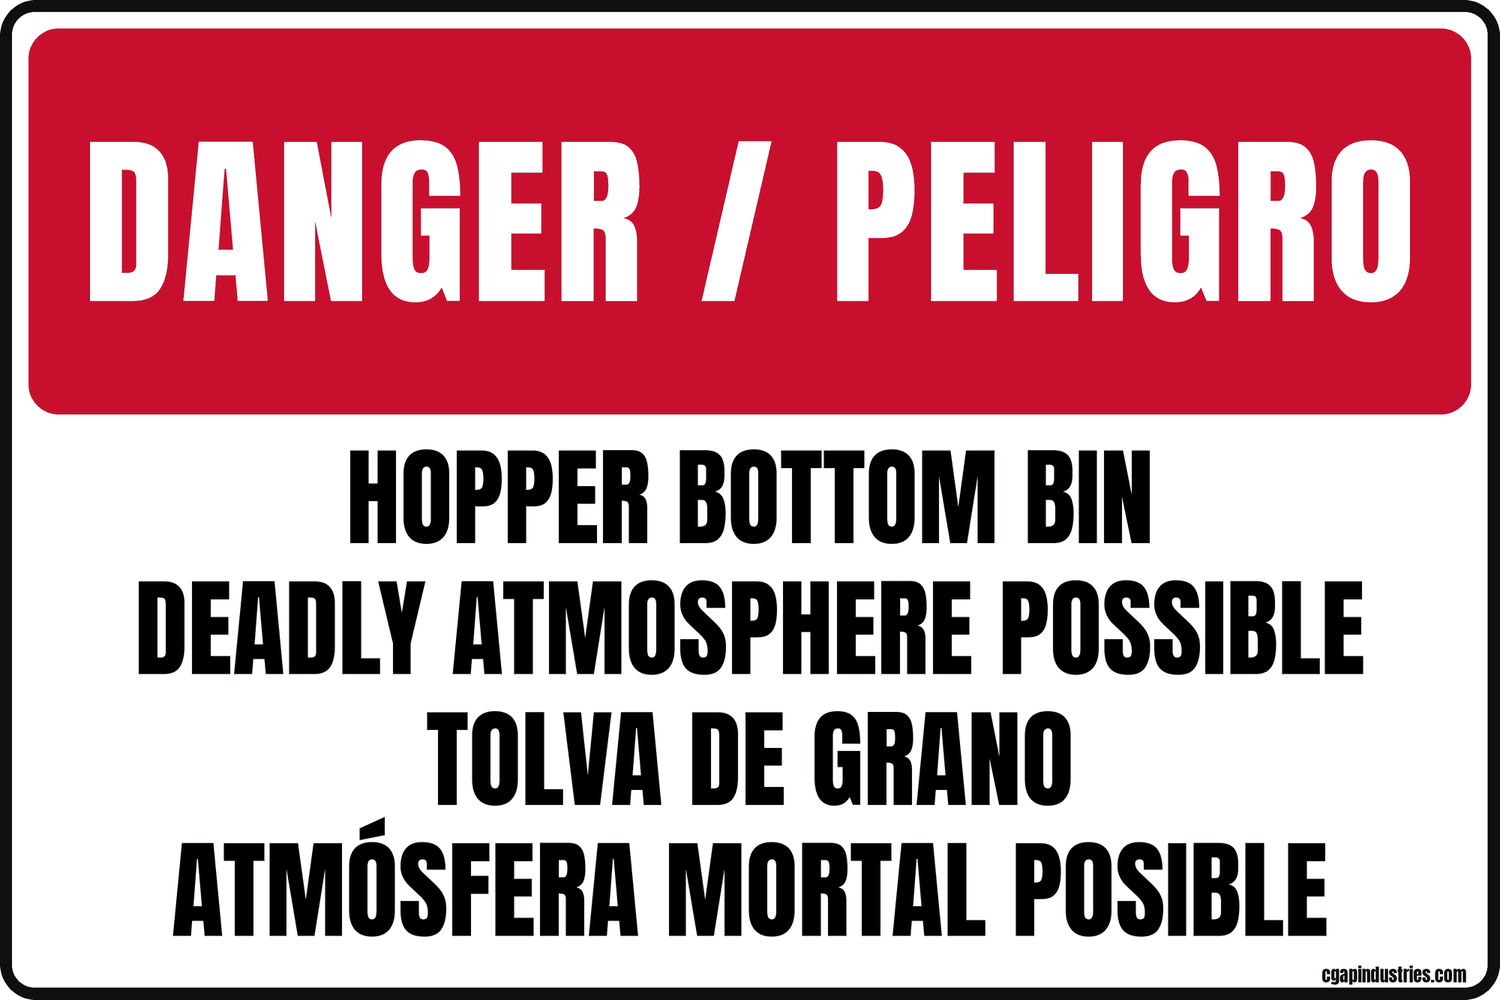 DANGER / PELIGRO
HOPPER BOTTOM BIN
DEADLY ATMOSPHERE POSSIBLE
TOLVA DE GRANO
ATMÓSFERA MORTAL POSIBLE
cgapindustries.com